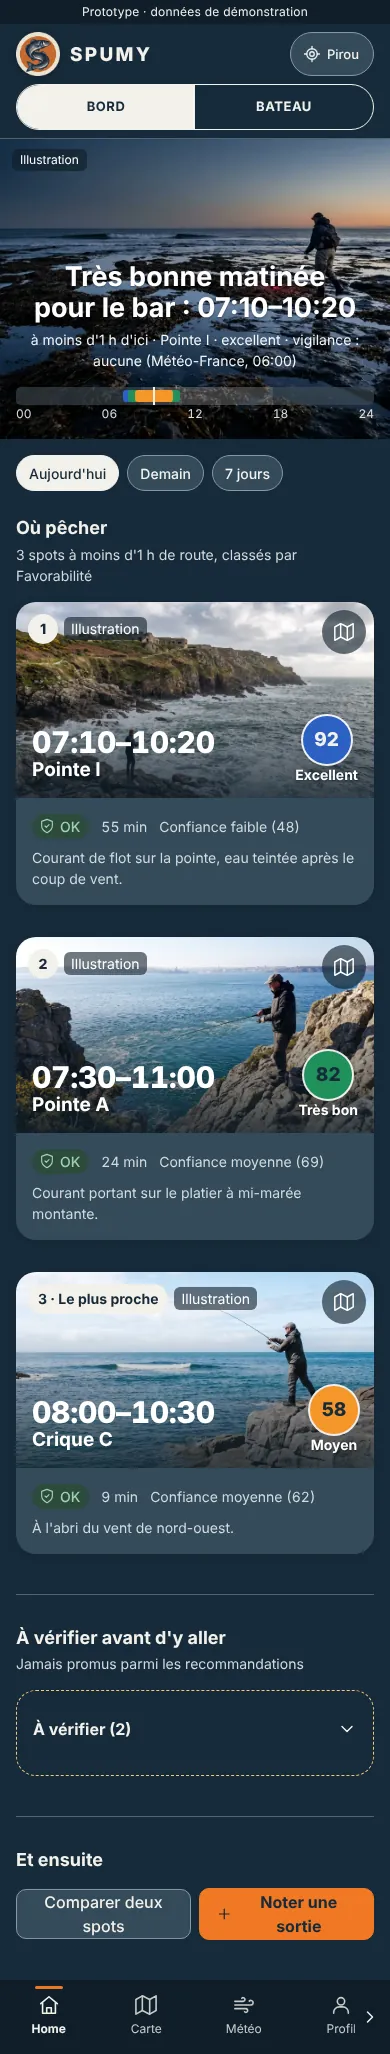 Prototype · données de démonstration
SPUMY
Pirou
BORD
BATEAU
Illustration
Très bonne matinée
pour le bar : 07:10–10:20
à moins d'1 h d'ici · Pointe I · excellent · vigilance :
aucune (Météo-France, 06:00)
00 06 12 18 24
Aujourd'hui
Demain
7 jours
Où pêcher
3 spots à moins d'1 h de route, classés par
Favorabilité
1
Illustration
07:10–10:20
Pointe I
92
Excellent
OK 55 min Confiance faible (48)
Courant de flot sur la pointe, eau teintée après le
coup de vent.
2
Illustration
07:30–11:00
Pointe A
82
Très bon
OK 24 min Confiance moyenne (69)
Courant portant sur le platier à mi-marée
montante.
3 · Le plus proche
Illustration
08:00–10:30
Crique C
58
Moyen
OK 9 min Confiance moyenne (62)
À l'abri du vent de nord-ouest.
À vérifier avant d'y aller
Jamais promus parmi les recommandations
À vérifier (2)
Et ensuite
Comparer deux
spots
Noter une
sortie
Home
Carte
Météo
Profil